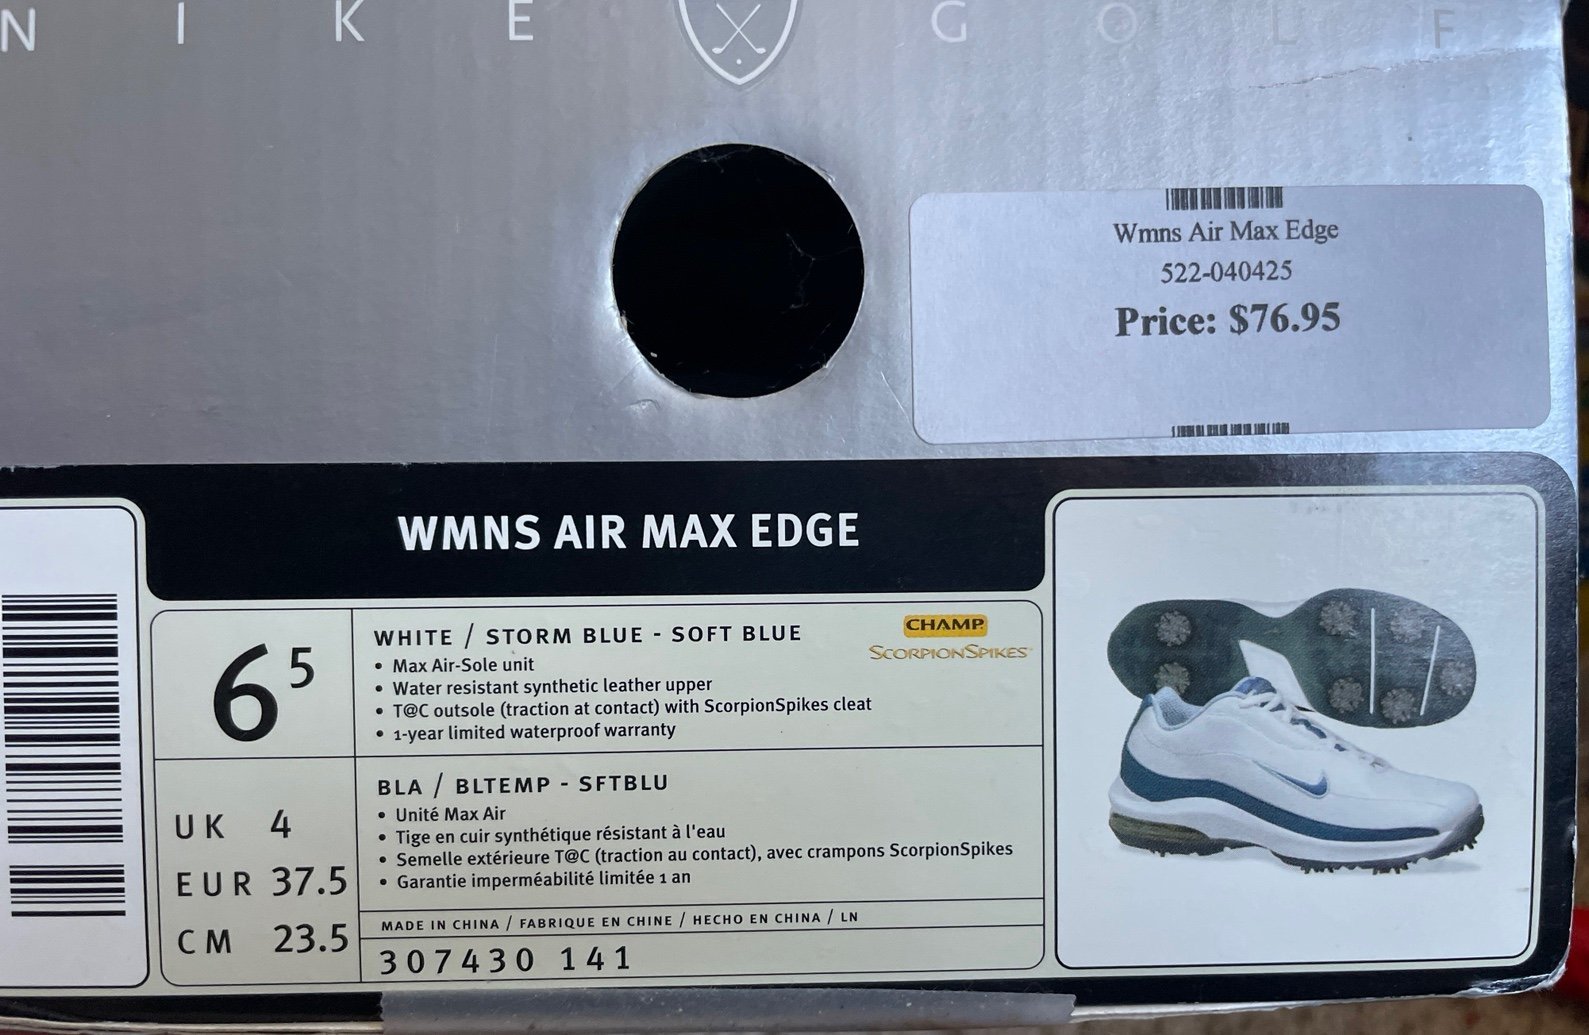 NIKE GOLF
Wmns Air Max Edge
522-040425
Price: $76.95
WMNS AIR MAX EDGE
6 5
WHITE / STORM BLUE - SOFT BLUE
• Max Air-Sole unit
• Water resistant synthetic leather upper
• T@C outsole (traction at contact) with ScorpionSpikes cleat
• 1-year limited waterproof warranty
CHAMP
SCORPIONSPIKES
UK 4
EUR 37.5
CM 23.5
BLA / BLTEMP - SFTBLU
• Unité Max Air
• Tige en cuir synthétique résistant à l'eau
• Semelle extérieure T@C (traction au contact), avec crampons ScorpionSpikes
• Garantie imperméabilité limitée 1 an
MADE IN CHINA / FABRIQUE EN CHINE / HECHO EN CHINA / LN
307430 141